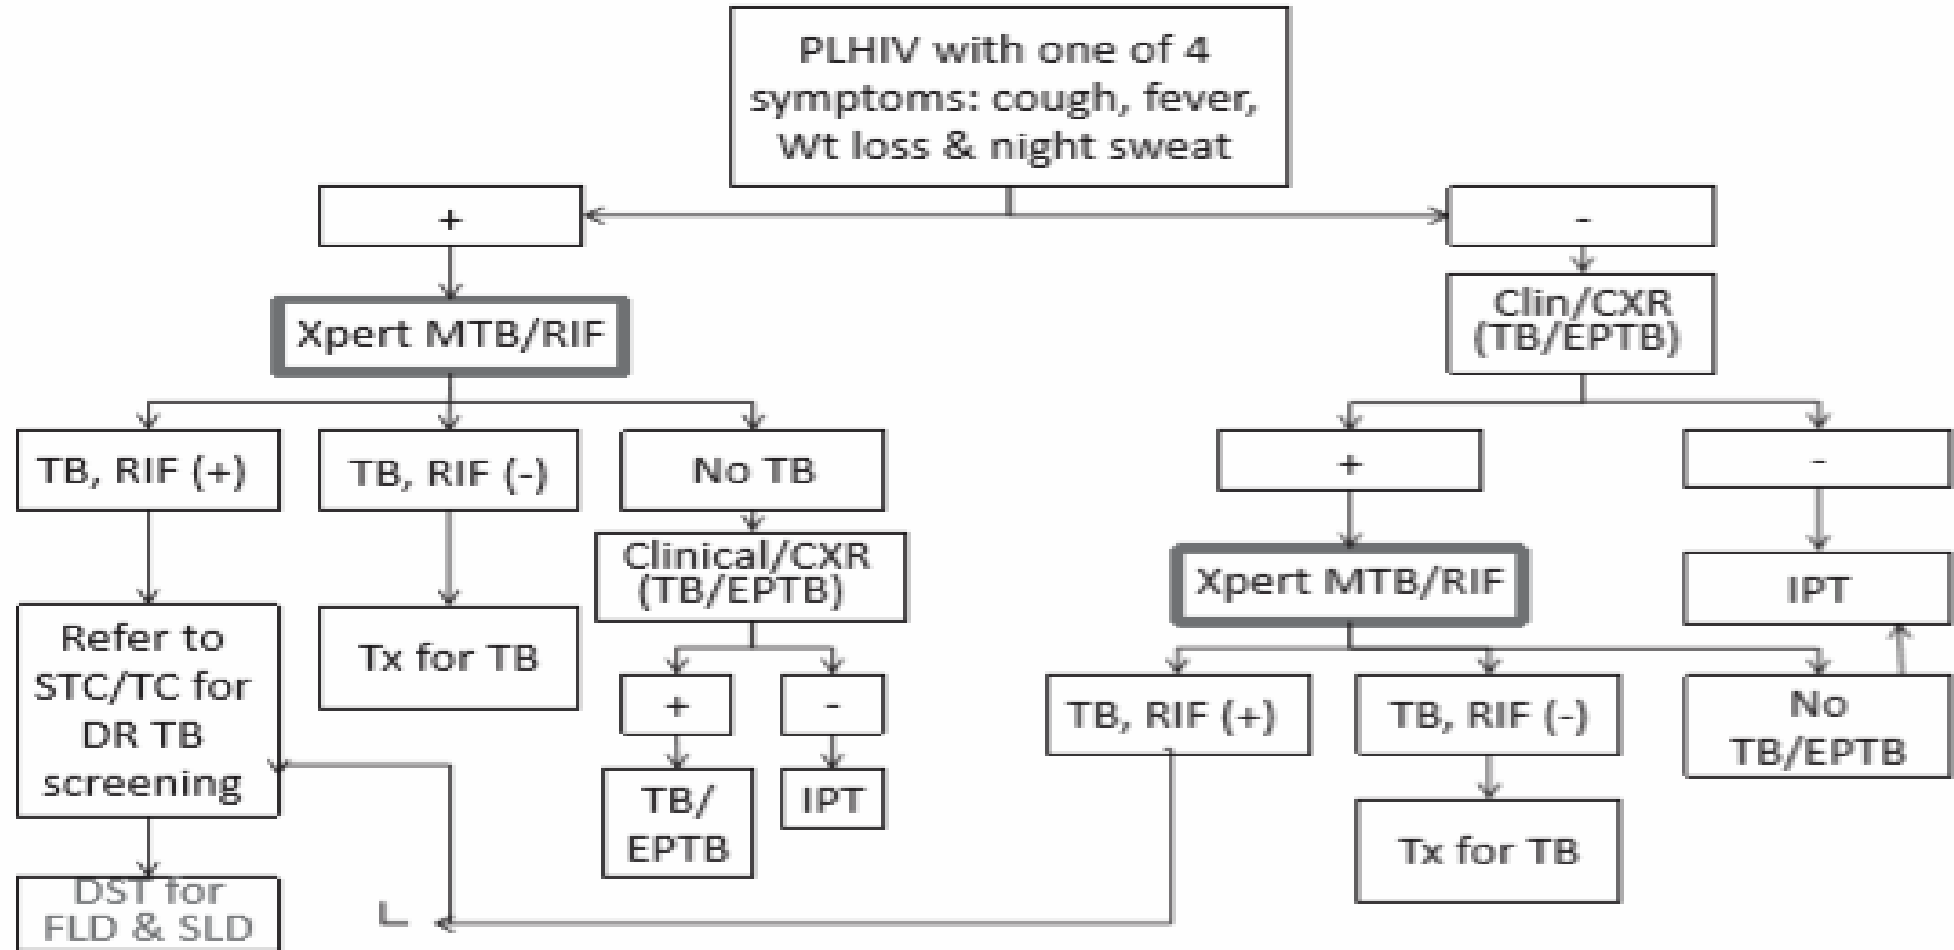 PLHIV with one of 4
symptoms: cough, fever,
Wt loss & night sweat
+
-
Xpert MTB/RIF
Clin/CXR
(TB/EPTB)
TB, RIF (+)
TB, RIF (-)
No TB
+
-
Clinical/CXR
(TB/EPTB)
Xpert MTB/RIF
IPT
Refer to
STC/TC for
DR TB
screening
Tx for TB
+
-
TB, RIF (+)
TB, RIF (-)
No
TB/EPTB
TB/
EPTB
IPT
Tx for TB
DST for
FLD & SLD